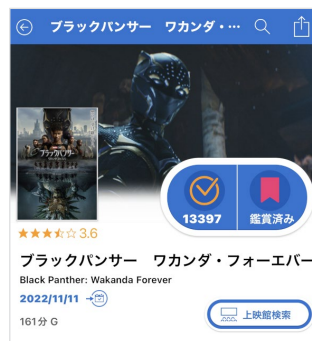 ブラックパンサー　ワカンダ・…
ブラックパンサー
13397
鑑賞済み
3.6
ブラックパンサー　ワカンダ・フォーエバー
Black Panther: Wakanda Forever
2022/11/11
161分 G
上映館検索